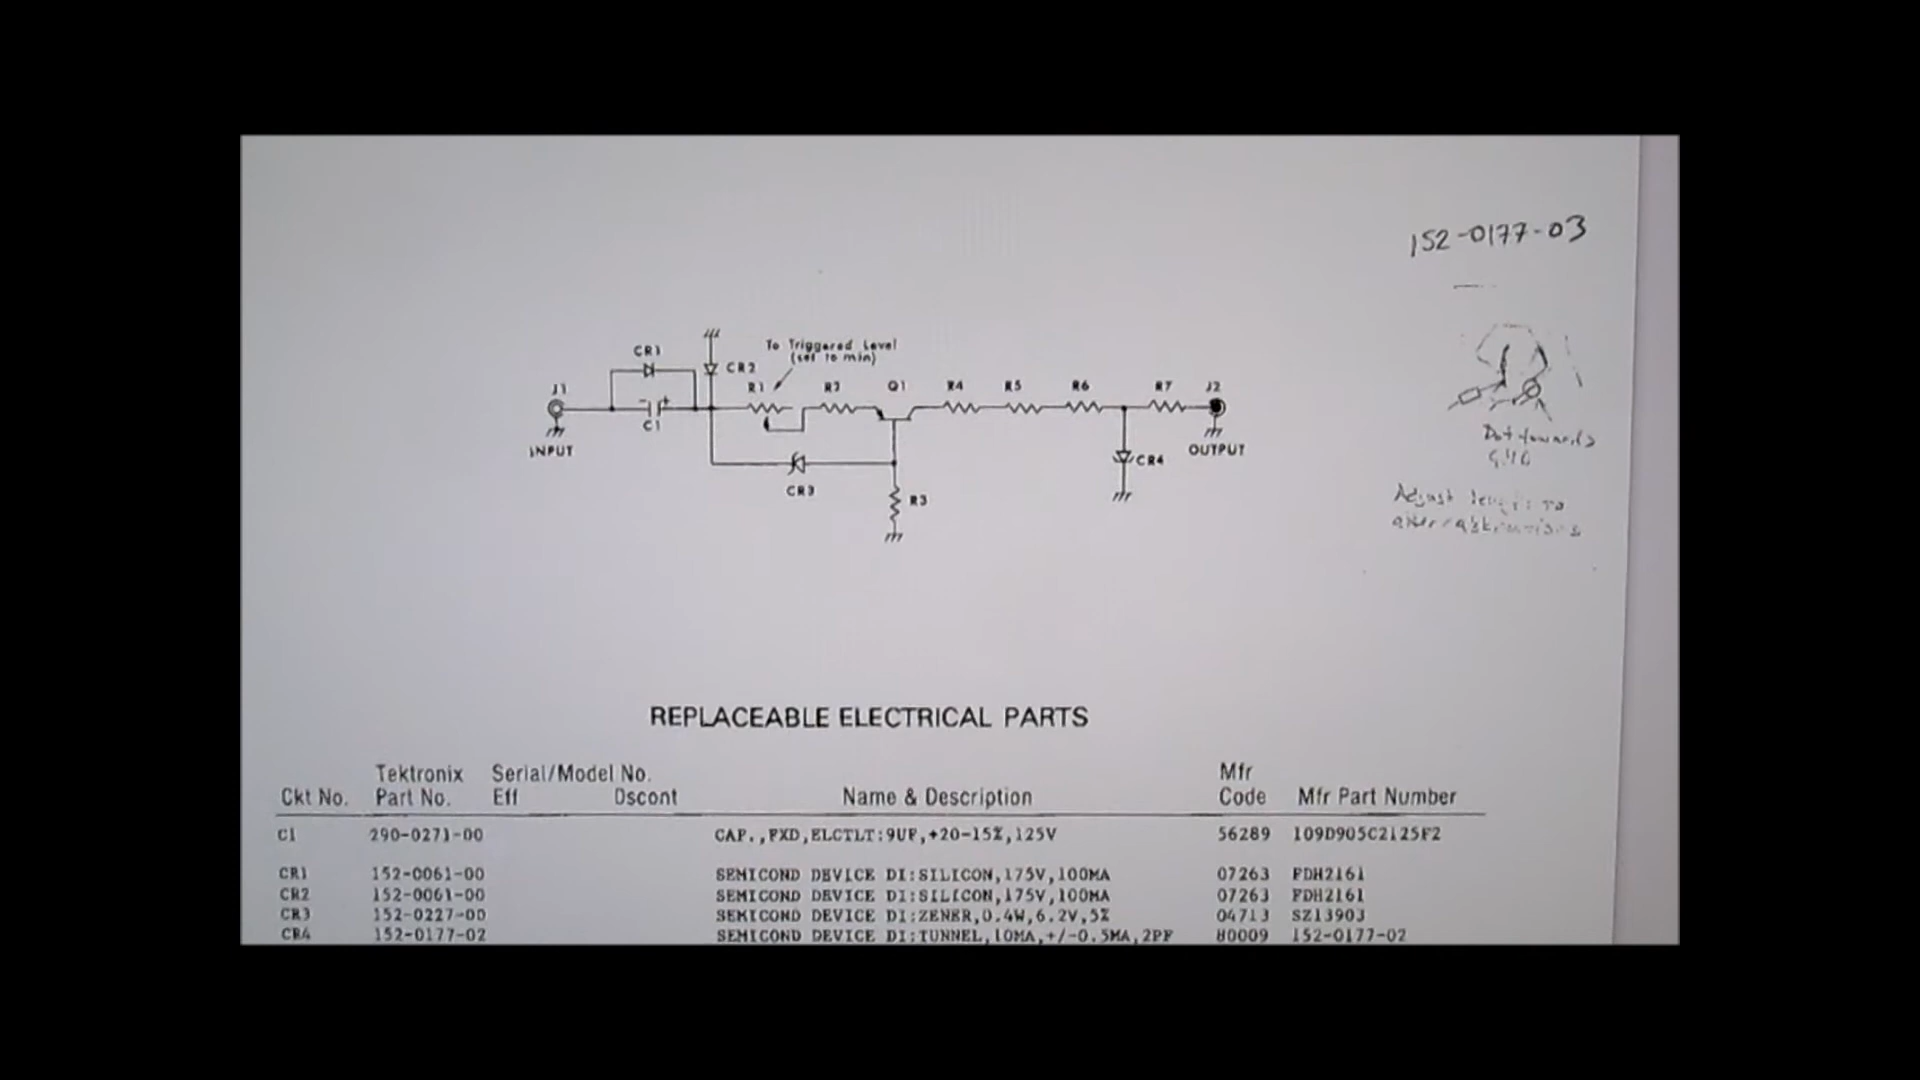 152-0177-03
To Triggered Level
(set to min)
CR1
CR2
J1
R1
R2
Q1
R4
R5
R6
R7
J2
- +
C1
INPUT
OUTPUT
CR4
CR3
R3
Dot towards
Adjust
REPLACEABLE ELECTRICAL PARTS
Tektronix Serial/Model No. Mfr
Ckt No. Part No. Eff Dscont Name & Description Code Mfr Part Number
C1 290-0271-00 CAP.,FXD,ELCTLT:9UF,+20-15%,125V 56289 109D905C2125F2
CR1 152-0061-00 SEMICOND DEVICE DI:SILICON,175V,100MA 07263 FDH2161
CR2 152-0061-00 SEMICOND DEVICE DI:SILICON,175V,100MA 07263 FDH2161
CR3 152-0227-00 SEMICOND DEVICE DI:ZENER,0.4W,6.2V,5% 04713 SZ13903
CR4 152-0177-02 SEMICOND DEVICE DI:TUNNEL,10MA,+/-0.5MA,2PF 80009 152-0177-02